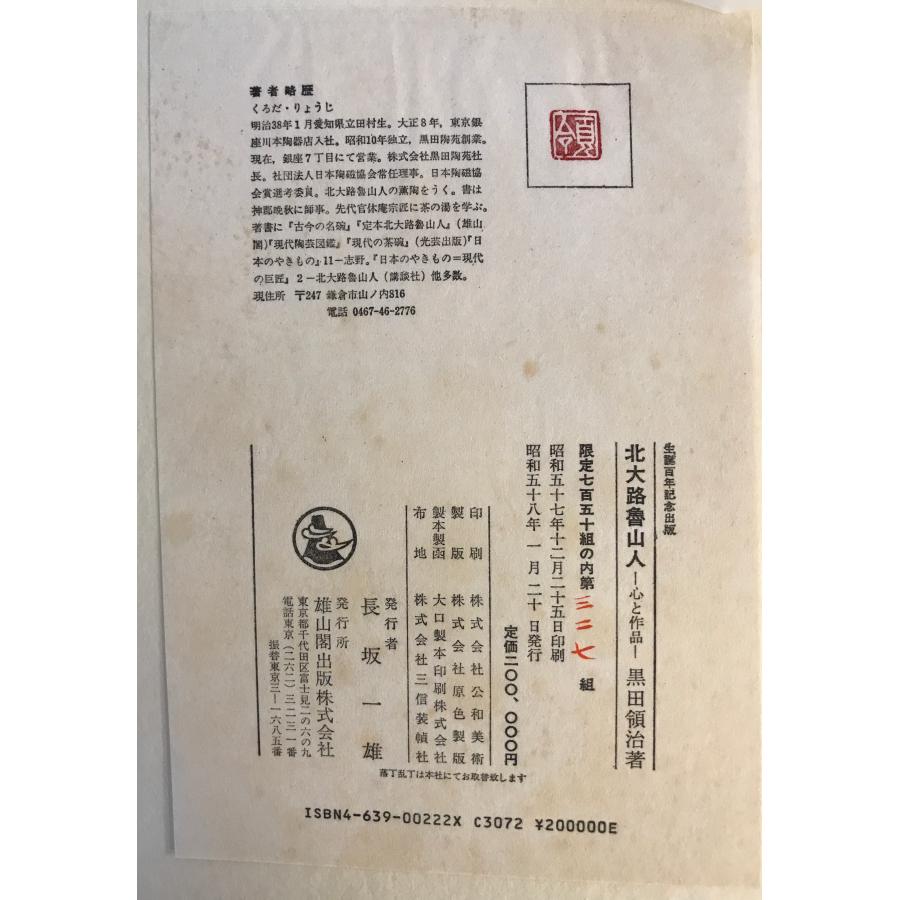 著者略歴
くろだ・りょうじ
明治38年1月愛知県立田村生。大正8年，東京銀
座川本陶器店入社。昭和10年独立，黒田陶苑創業。
現在，銀座7丁目にて営業。株式会社黒田陶苑社
長。社団法人日本陶磁協会常任理事。日本陶磁協
会賞選考委員。北大路魯山人の薫陶をうく。書は
神郡晩秋に師事。先代官休庵宗匠に茶の湯を学ぶ。
著書に『古今の名碗』『定本北大路魯山人』（雄山
閣）『現代陶芸図鑑』『現代の茶碗』（光芸出版）『日
本のやきもの』11－志野。『日本のやきもの＝現代
の巨匠』2－北大路魯山人（講談社）他多数。
現住所 〒247 鎌倉市山ノ内816
電話 0467-46-2776
生誕百年記念出版
北大路魯山人―心と作品― 黒田領治著
限定七百五十組の内第三二七組
昭和五十七年十二月二十五日印刷
昭和五十八年一月二十日発行
定価二〇〇、〇〇〇円
印刷 株式会社公和美術
製版 株式会社原色製版
製本製函 大口製本印刷株式会社
布地 株式会社三信装幀社
発行者 長坂一雄
発行所 雄山閣出版株式会社
東京都千代田区富士見二の六の九
電話東京（二六二）三二三一番
振替東京三―一六八五番
落丁乱丁は本社にてお取替致します
ISBN4-639-00222X C3072 ¥200000E